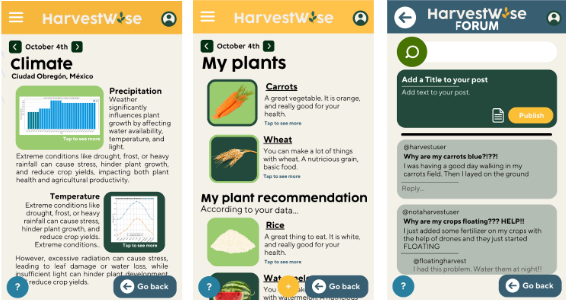 HarvestWise
October 4th
Climate
Ciudad Obregón, México
Precipitation
Weather
significantly
influences plant
growth by affecting
water availability,
temperature, and
light.
Tap to see more
Extreme conditions like drought, frost, or heavy
rainfall can cause stress, hinder plant growth,
and reduce crop yields, impacting both plant
health and agricultural productivity.
Temperature
Extreme conditions like
drought, frost, or heavy
rainfall can cause stress,
hinder plant growth, and
reduce crop yields.
Extreme conditions..
Tap to see more
However, excessive radiation can cause stress,
leading to leaf damage or water loss, while
insufficient light can hinder plant development
reduce crop yields.
?
Go back
HarvestWise
October 4th
My plants
Carrots
A great vegetable. It is orange,
and really good for your
health.
Tap to see more
Wheat
You can make a lot of things
with wheat. A nutricious grain,
basic food.
Tap to see more
My plant recommendation
According to your data...
Rice
A great thing to eat. It is white,
and really good for your
health.
Tap to see more
You
with watermelon
?
+
Go back
HarvestWise
FORUM
Add a Title to your post
Add text to your post.
Publish
@harvestuser
Why are my carrots blue?!??!
I was having a good day walking in my
carrots field. Then I layed on the ground
Reply...
@notaharvestuser
Why are my crops floating??? HELP!!
I just added some fertilizer on my crops with
the help of drones and they just started
FLOATING
@floatingharvest
I had this problem. Water them at night!!
?
Go back